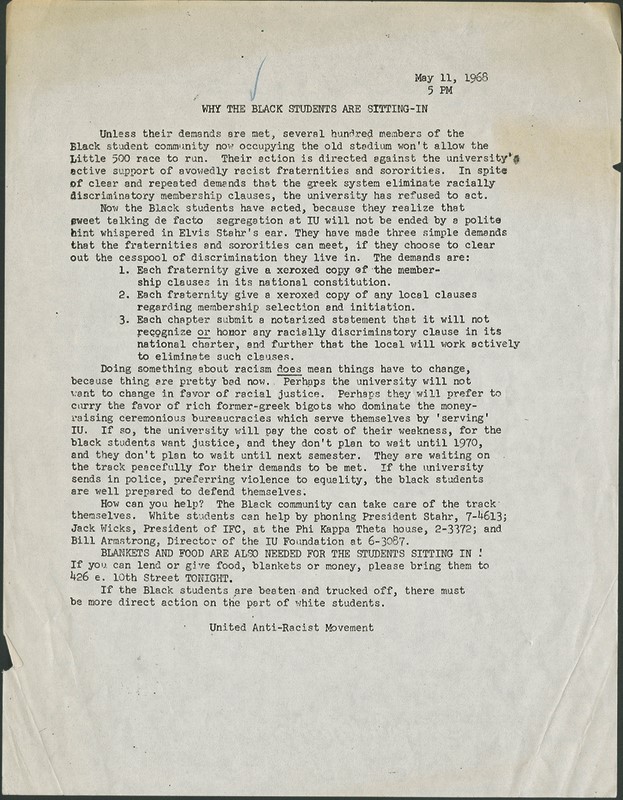 May 11, 1968
5 PM
WHY THE BLACK STUDENTS ARE SITTING-IN
Unless their demands are met, several hundred members of the
Black student community now occupying the old stadium won't allow the
Little 500 race to run. Their action is directed against the university's
active support of avowedly racist fraternities and sororities. In spite
of clear and repeated demands that the greek system eliminate racially
discriminatory membership clauses, the university has refused to act.
Now the Black students have acted, because they realize that
sweet talking de facto segregation at IU will not be ended by a polite
hint whispered in Elvis Stahr's ear. They have made three simple demands
that the fraternities and sororities can meet, if they choose to clear
out the cesspool of discrimination they live in. The demands are:
1. Each fraternity give a xeroxed copy of the member-
ship clauses in its national constitution.
2. Each fraternity give a xeroxed copy of any local clauses
regarding membership selection and initiation.
3. Each chapter submit a notarized statement that it will not
recognize or honor any racially discriminatory clause in its
national charter, and further that the local will work actively
to eliminate such clauses.
Doing something about racism does mean things have to change,
because thing are pretty bad now. Perhaps the university will not
want to change in favor of racial justice. Perhaps they will prefer to
curry the favor of rich former-greek bigots who dominate the money-
raising ceremonious bureaucracies which serve themselves by 'serving'
IU. If so, the university will pay the cost of their weakness, for the
black students want justice, and they don't plan to wait until 1970,
and they don't plan to wait until next semester. They are waiting on
the track peacefully for their demands to be met. If the university
sends in police, preferring violence to equality, the black students
are well prepared to defend themselves.
How can you help? The Black community can take care of the track
themselves. White students can help by phoning President Stahr, 7-4613;
Jack Wicks, President of IFC, at the Phi Kappa Theta house, 2-3372; and
Bill Armstrong, Director of the IU Foundation at 6-3087.
BLANKETS AND FOOD ARE ALSO NEEDED FOR THE STUDENTS SITTING IN !
If you can lend or give food, blankets or money, please bring them to
426 e. 10th Street TONIGHT.
If the Black students are beaten and trucked off, there must
be more direct action on the part of white students.
United Anti-Racist Movement